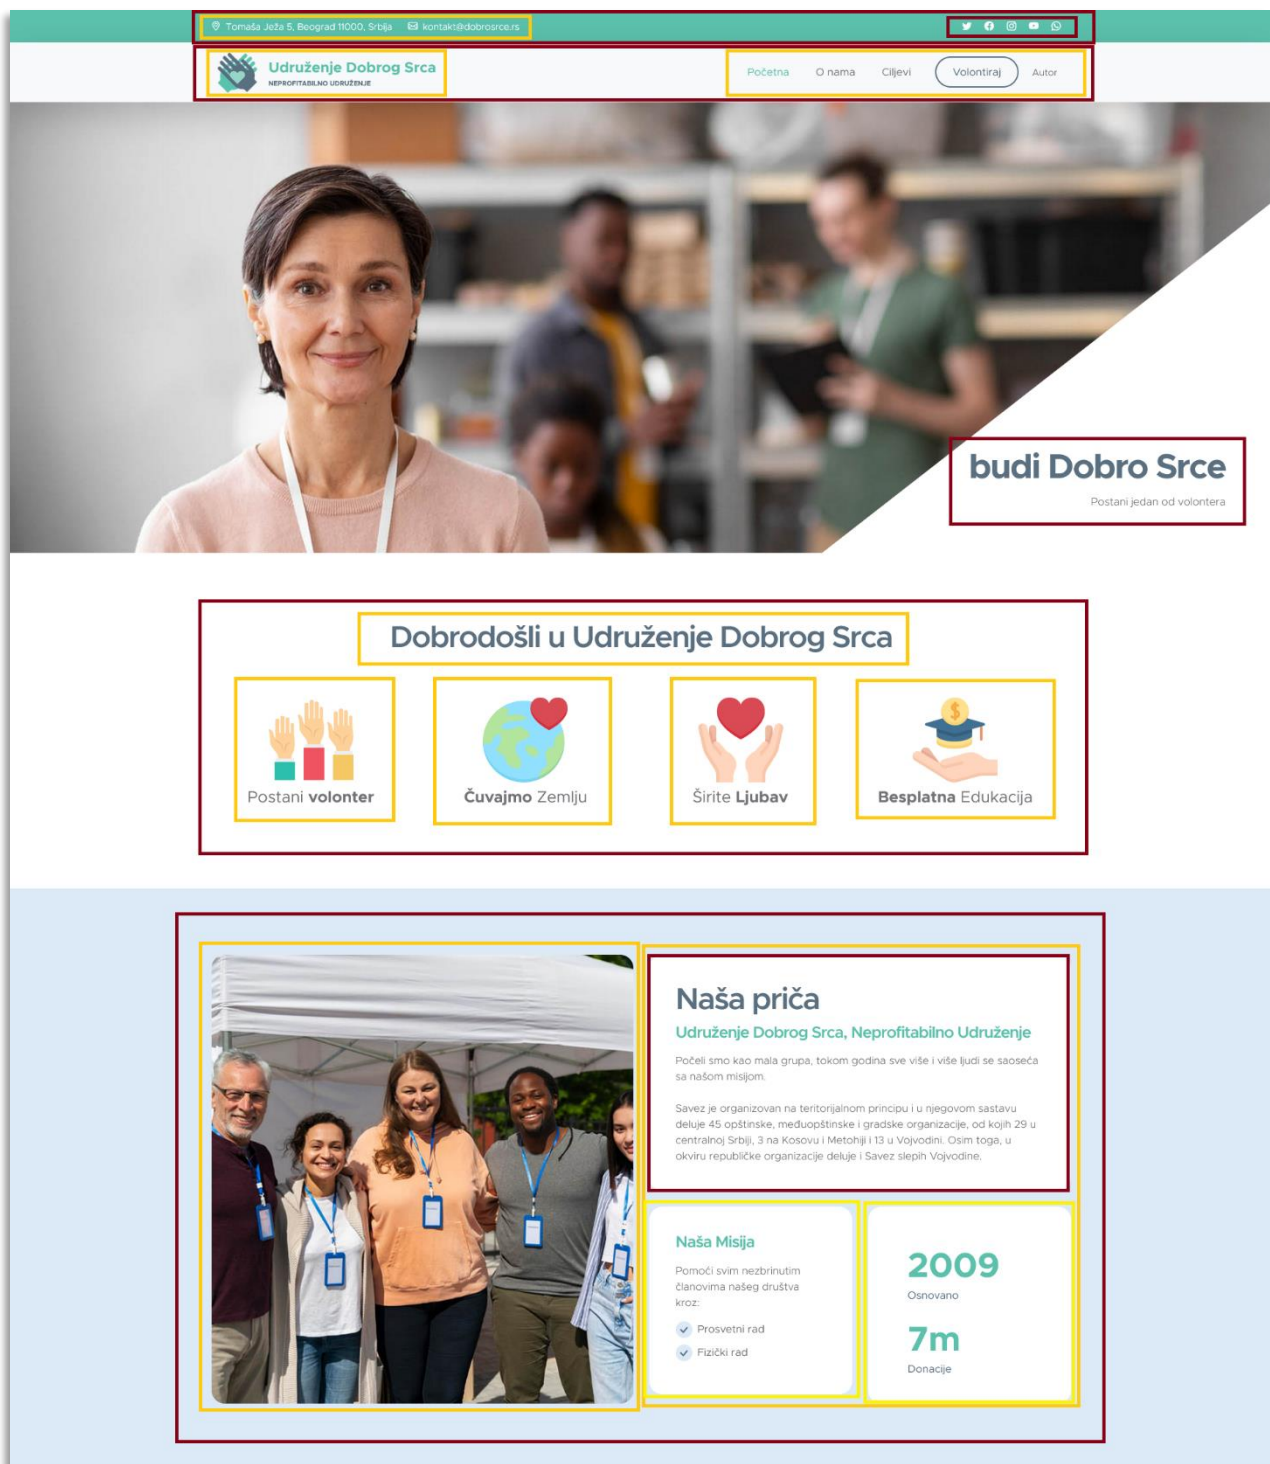 Tomaša Ježa 5, Beograd 11000, Srbija kontakt@dobrosrce.rs
Udruženje Dobrog Srca
NEPROFITABILNO UDRUŽENJE
Početna O nama Ciljevi Volontiraj Autor
budi Dobro Srce
Postani jedan od volontera
Dobrodošli u Udruženje Dobrog Srca
Postani volonter
Čuvajmo Zemlju
Širite Ljubav
Besplatna Edukacija
Naša priča
Udruženje Dobrog Srca, Neprofitabilno Udruženje
Počeli smo kao mala grupa, tokom godina sve više i više ljudi se saoseća
sa našom misijom.
Savez je organizovan na teritorijalnom principu i u njegovom sastavu
deluje 45 opštinske, međuopštinske i gradske organizacije, od kojih 29 u
centralnoj Srbiji, 3 na Kosovu i Metohiji i 13 u Vojvodini. Osim toga, u
okviru republičke organizacije deluje i Savez slepih Vojvodine.
Naša Misija
Pomoći svim nezbrinutim
članovima našeg društva
kroz:
Prosvetni rad
Fizički rad
2009
Osnovano
7m
Donacije